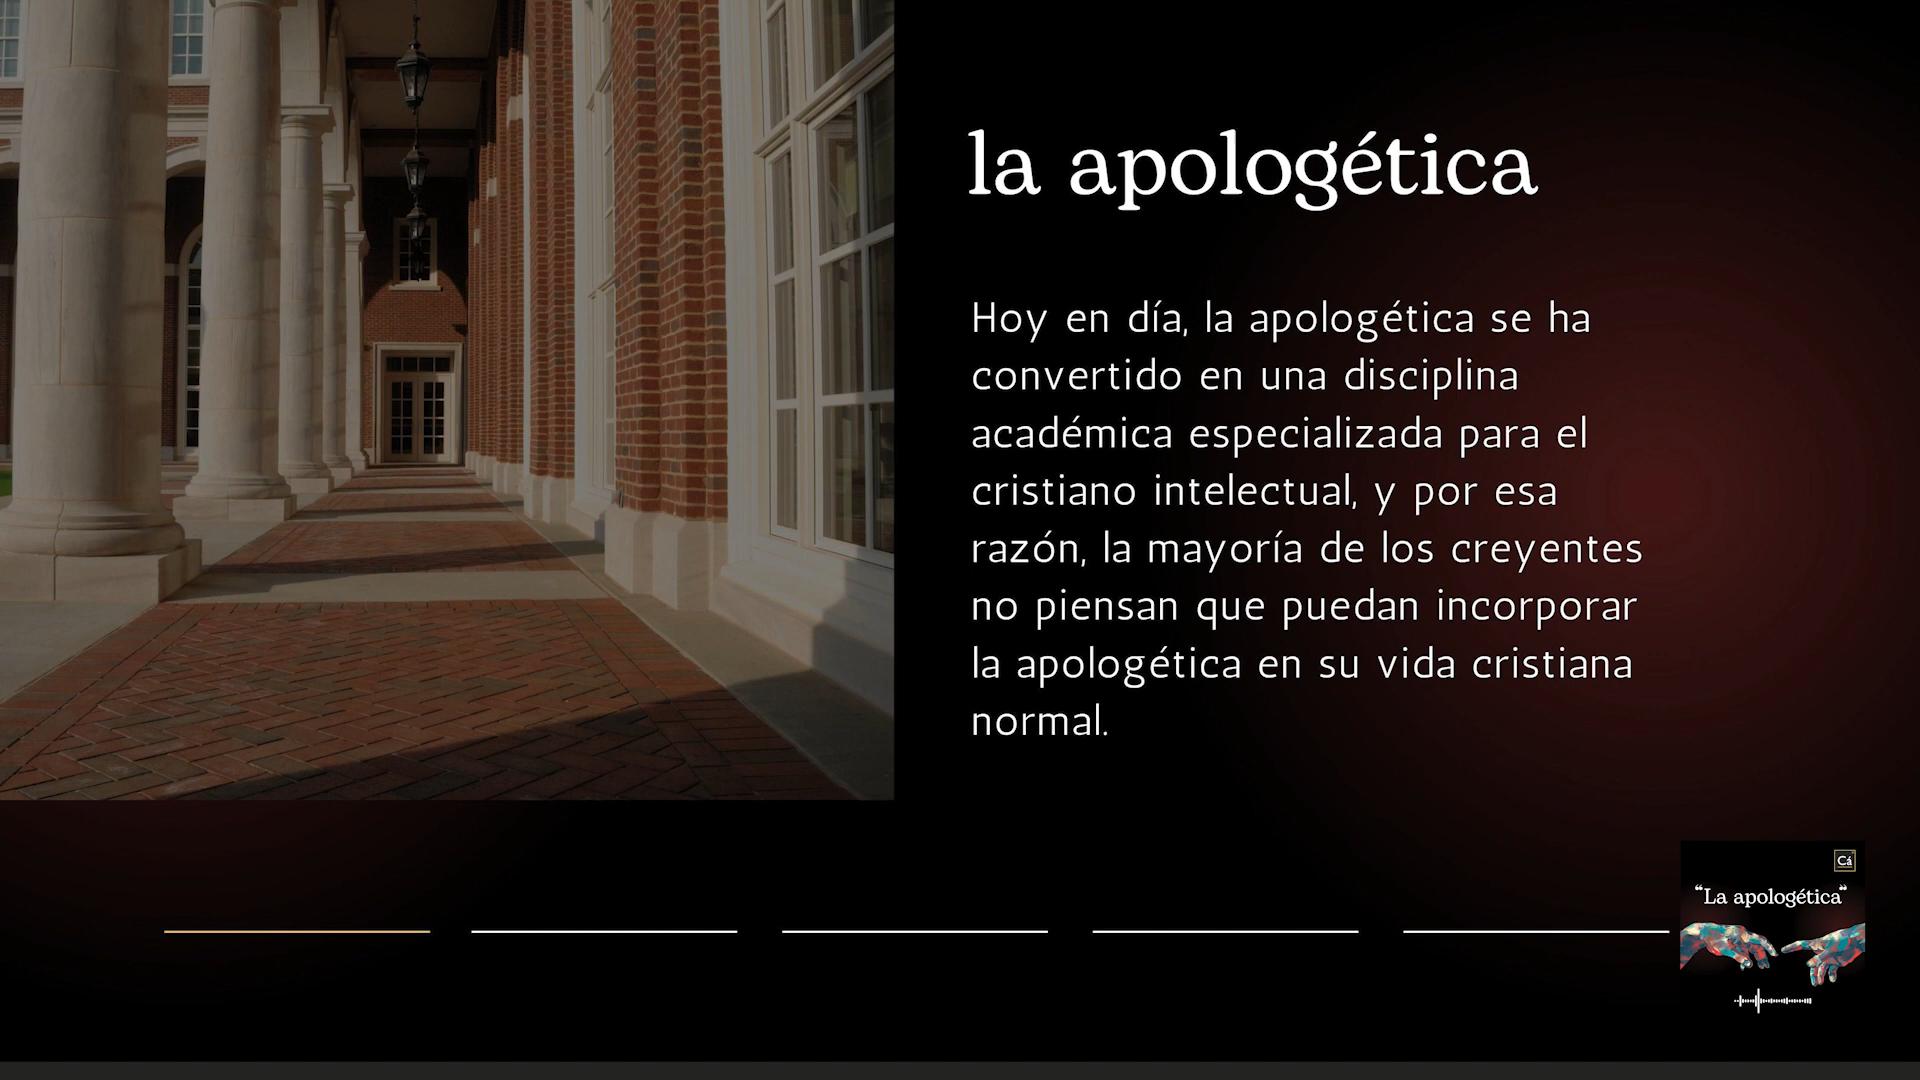 la apologética
Hoy en día, la apologética se ha
convertido en una disciplina
académica especializada para el
cristiano intelectual, y por esa
razón, la mayoría de los creyentes
no piensan que puedan incorporar
la apologética en su vida cristiana
normal.
Cá
“La apologética”